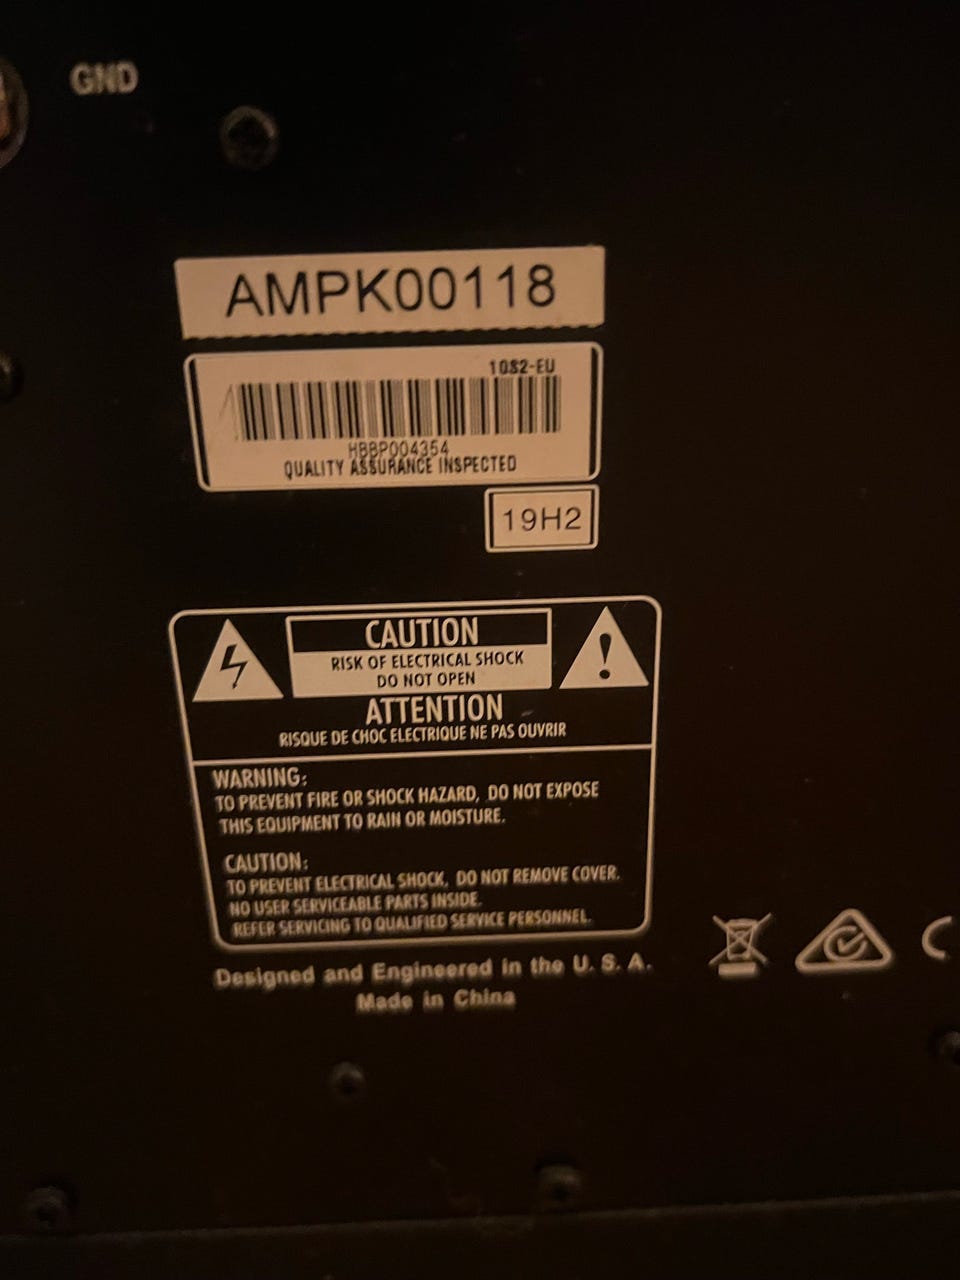 GND
AMPK00118
10S2-EU
HBBP004354
QUALITY ASSURANCE INSPECTED
19H2
CAUTION
RISK OF ELECTRICAL SHOCK
DO NOT OPEN
ATTENTION
RISQUE DE CHOC ELECTRIQUE NE PAS OUVRIR
WARNING:
TO PREVENT FIRE OR SHOCK HAZARD, DO NOT EXPOSE
THIS EQUIPMENT TO RAIN OR MOISTURE.
CAUTION:
TO PREVENT ELECTRICAL SHOCK, DO NOT REMOVE COVER.
NO USER SERVICEABLE PARTS INSIDE.
REFER SERVICING TO QUALIFIED SERVICE PERSONNEL.
Designed and Engineered in the U. S. A.
Made in China